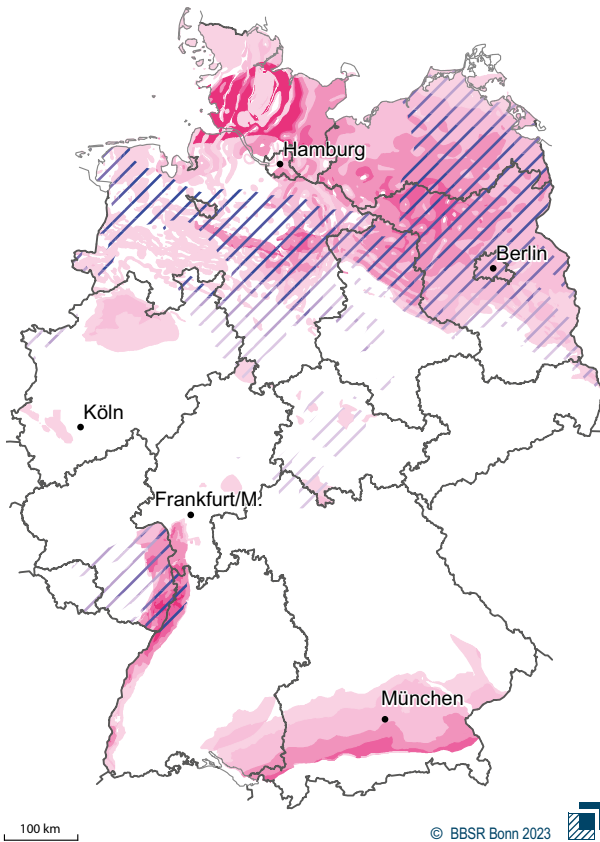 Hamburg
Berlin
Köln
Frankfurt/M.
München
100 km
© BBSR Bonn 2023